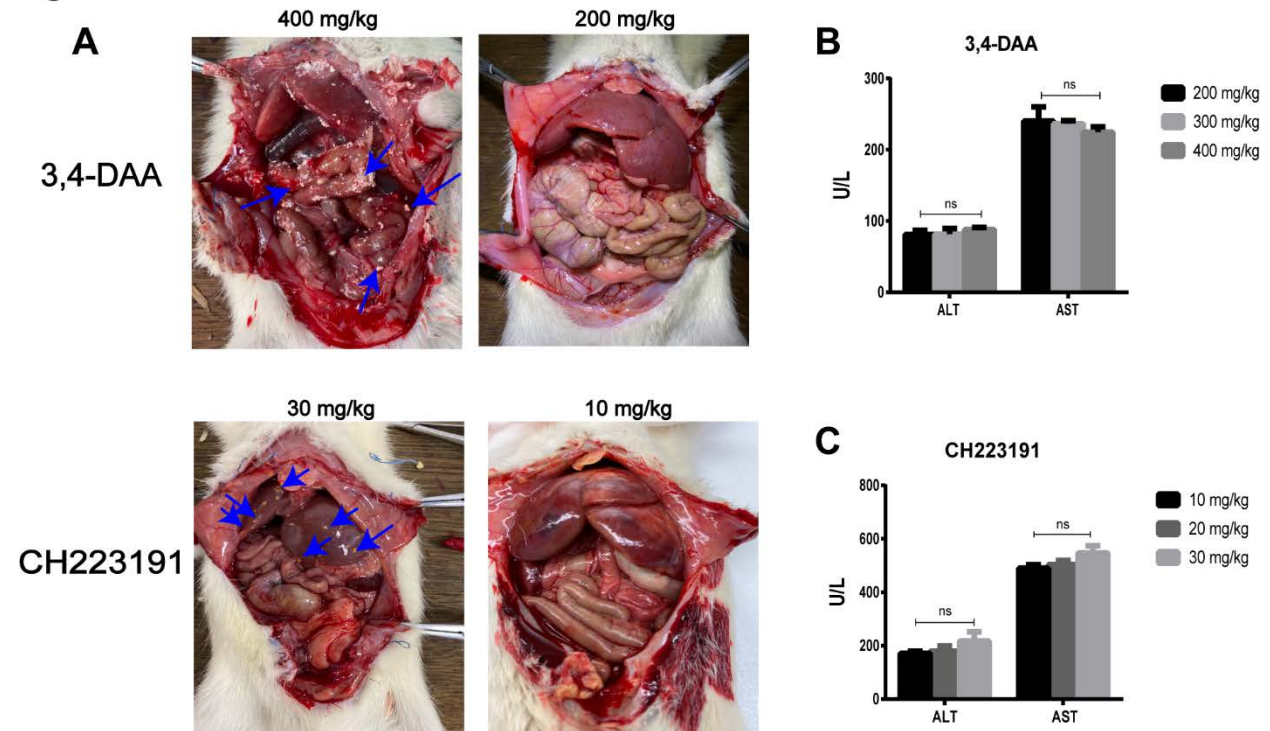 A
400 mg/kg
200 mg/kg
3,4-DAA
30 mg/kg
10 mg/kg
CH223191
B
3,4-DAA
300
200
100
0
U/L
ns
ns
ALT
AST
200 mg/kg
300 mg/kg
400 mg/kg
C
CH223191
800
600
400
200
0
U/L
ns
ns
ALT
AST
10 mg/kg
20 mg/kg
30 mg/kg